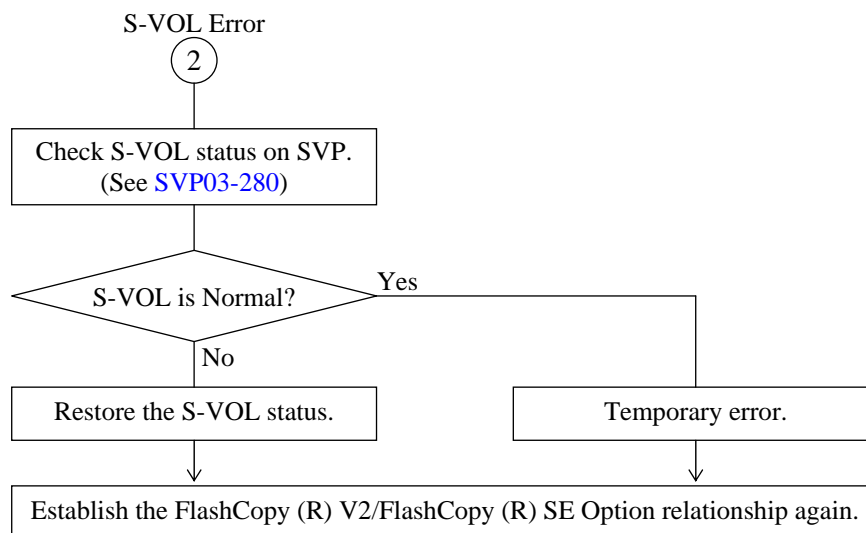 S-VOL Error
2
Check S-VOL status on SVP.
(See SVP03-280)
S-VOL is Normal?
Yes
No
Restore the S-VOL status.
Temporary error.
Establish the FlashCopy (R) V2/FlashCopy (R) SE Option relationship again.